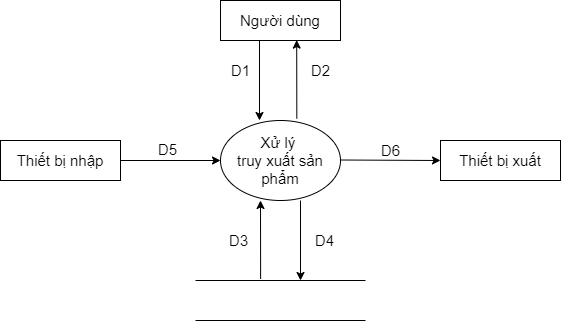 Người dùng
D1
D2
Thiết bị nhập
D5
Xử lý
truy xuất sản
phẩm
D6
Thiết bị xuất
D3
D4